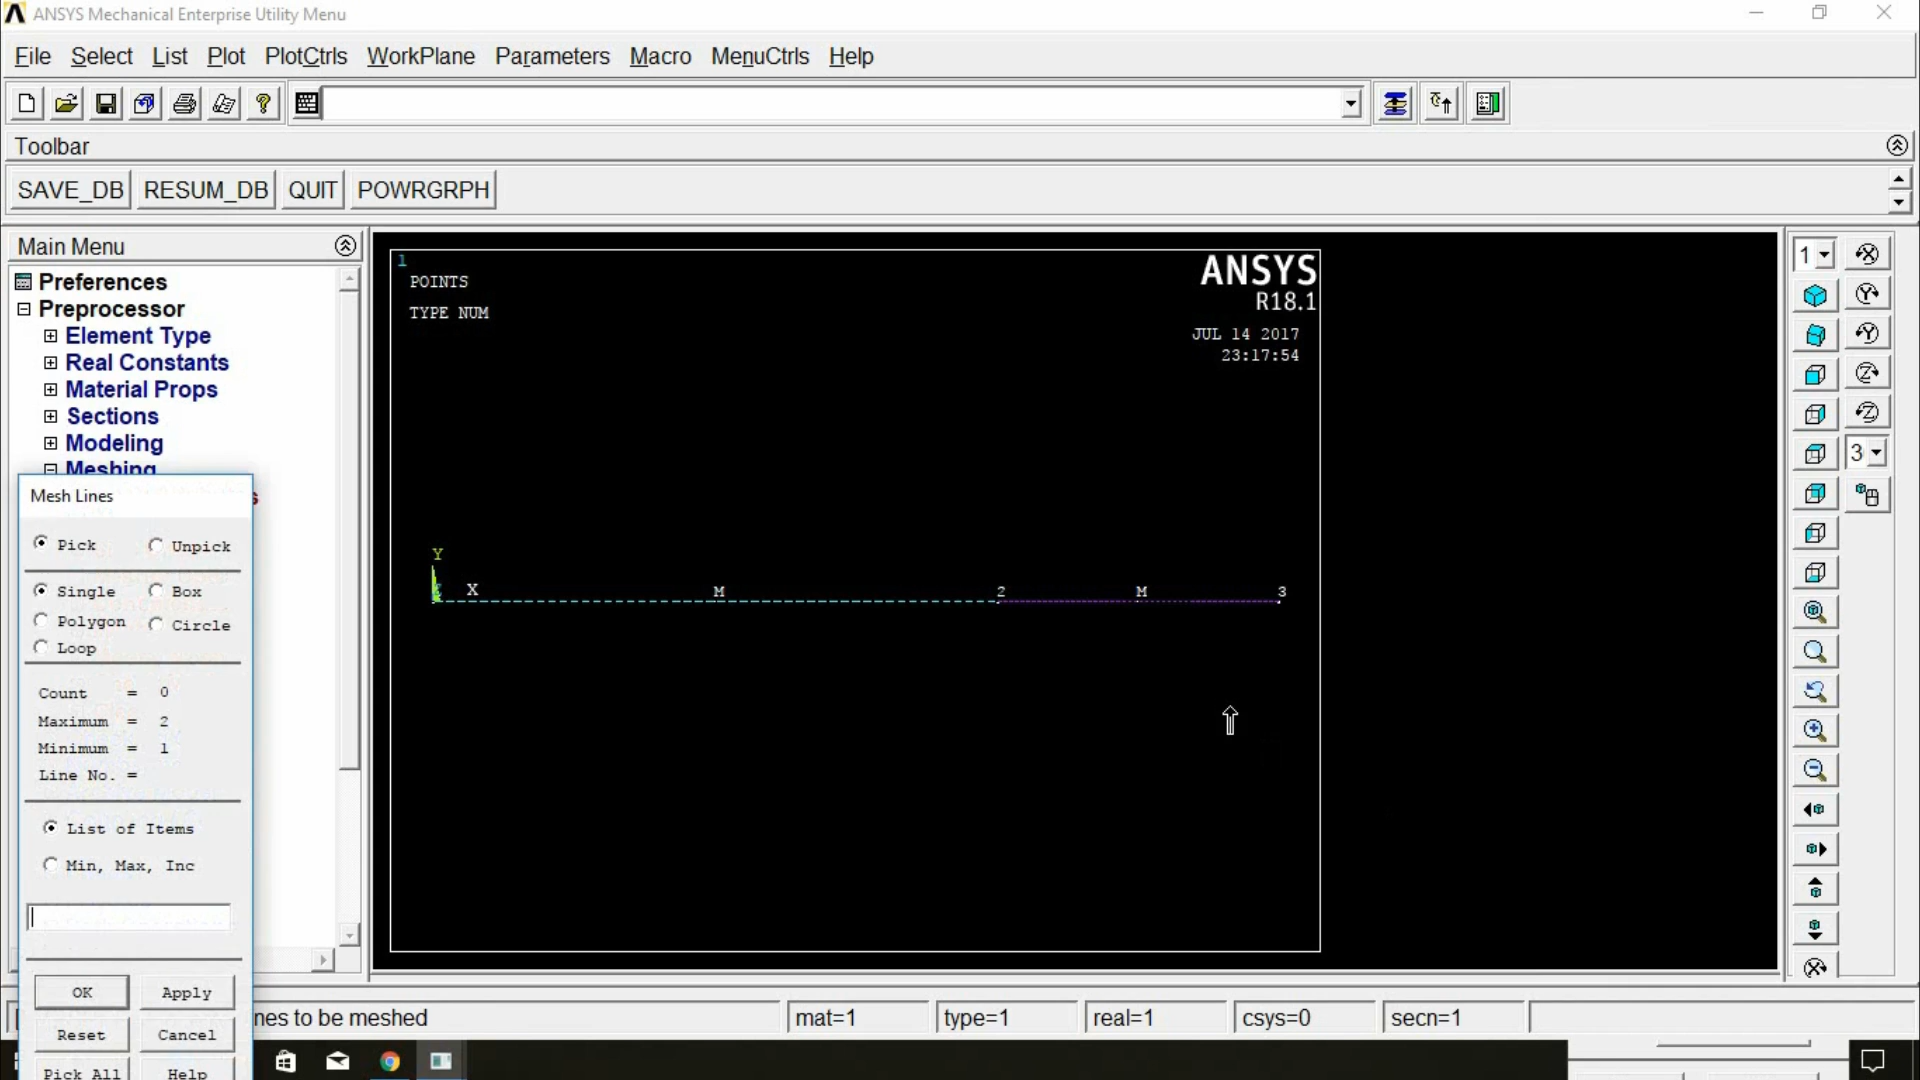 ANSYS Mechanical Enterprise Utility Menu
File Select List Plot PlotCtrls WorkPlane Parameters Macro MenuCtrls Help
Toolbar
SAVE_DB RESUM_DB QUIT POWRGRPH
Main Menu
Preferences
Preprocessor
Element Type
Real Constants
Material Props
Sections
Modeling
Meshing
s
Mesh Lines
Pick Unpick
Single Box
Polygon Circle
Loop
Count = 0
Maximum = 2
Minimum = 1
Line No. =
List of Items
Min, Max, Inc
OK Apply
Reset Cancel
Pick All Help
1
POINTS
TYPE NUM
ANSYS
R18.1
JUL 14 2017
23:17:54
Y
X M 2 M 3
1
3
nes to be meshed
mat=1 type=1 real=1 csys=0 secn=1